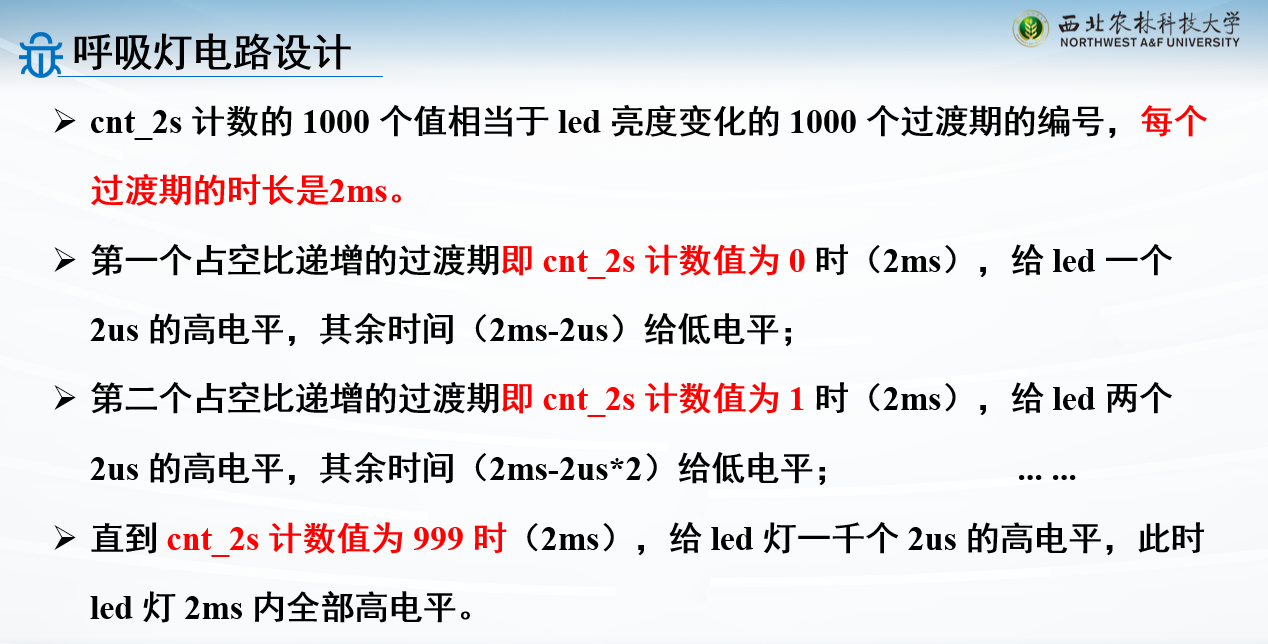 呼吸灯电路设计
西北农林科技大学
NORTHWEST A&F UNIVERSITY
➢ cnt_2s 计数的 1000 个值相当于 led 亮度变化的 1000 个过渡期的编号，每个
过渡期的时长是2ms。
➢ 第一个占空比递增的过渡期即 cnt_2s 计数值为 0 时（2ms），给 led 一个
2us 的高电平，其余时间（2ms-2us）给低电平；
➢ 第二个占空比递增的过渡期即 cnt_2s 计数值为 1 时（2ms），给 led 两个
2us 的高电平，其余时间（2ms-2us*2）给低电平； ... ...
➢ 直到 cnt_2s 计数值为 999 时（2ms），给 led 灯一千个 2us 的高电平，此时
led 灯 2ms 内全部高电平。